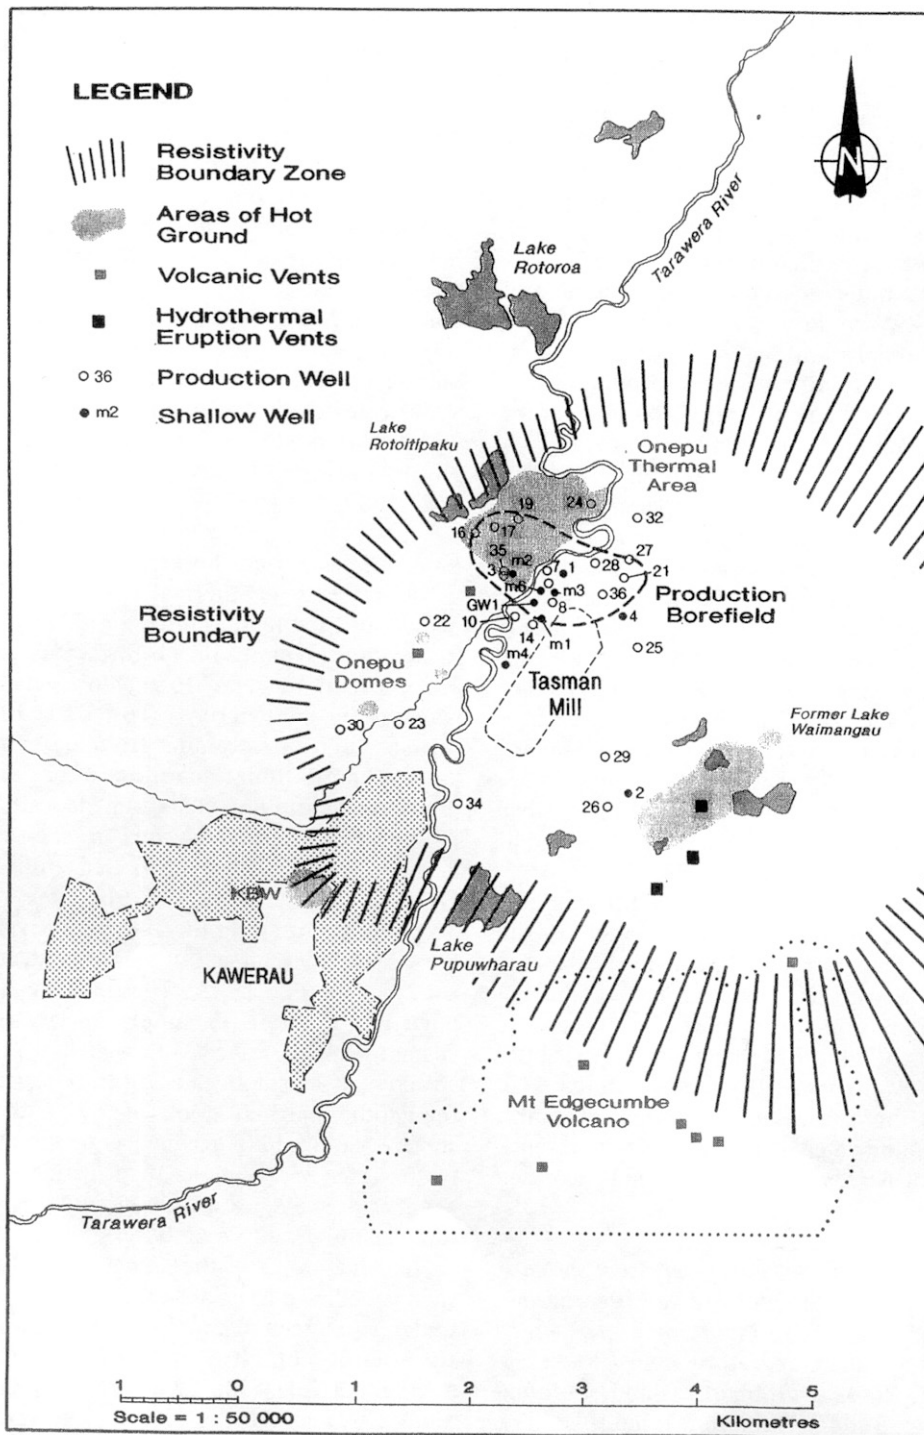 LEGEND
Resistivity
Boundary Zone
Areas of Hot
Ground
Volcanic Vents
Hydrothermal
Eruption Vents
36 Production Well
m2 Shallow Well
N
Tarawera River
Lake
Rotoroa
Lake
Rotoitipaku
Onepu
Thermal
Area
19
24
16
17
32
35
m2
27
3
7
1
28
21
m6
m3
36
Production
Borefield
GW1
8
4
10
14
m1
22
25
m4
Resistivity
Boundary
Onepu
Domes
Tasman
Mill
30
23
Former Lake
Waimangau
29
34
26
2
KBW
Lake
Pupuwharau
KAWERAU
Mt Edgecumbe
Volcano
Tarawera River
1 0 1 2 3 4 5
Scale = 1 : 50 000
Kilometres